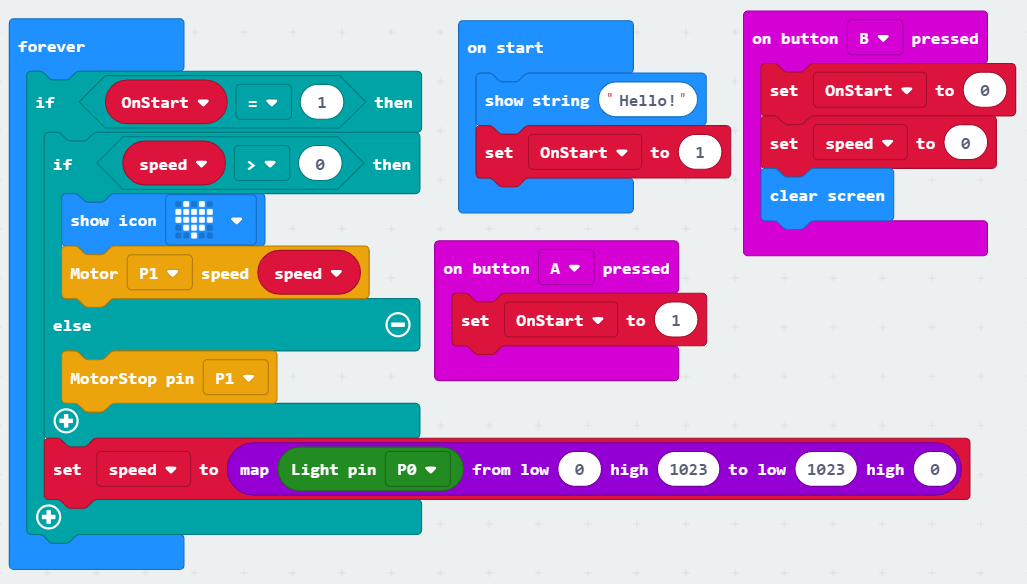 forever
if OnStart = 1 then
if speed > 0 then
show icon
Motor P1 speed speed
else
MotorStop pin P1
set speed to map Light pin P0 from low 0 high 1023 to low 1023 high 0
on start
show string "Hello!"
set OnStart to 1
on button A pressed
set OnStart to 1
on button B pressed
set OnStart to 0
set speed to 0
clear screen